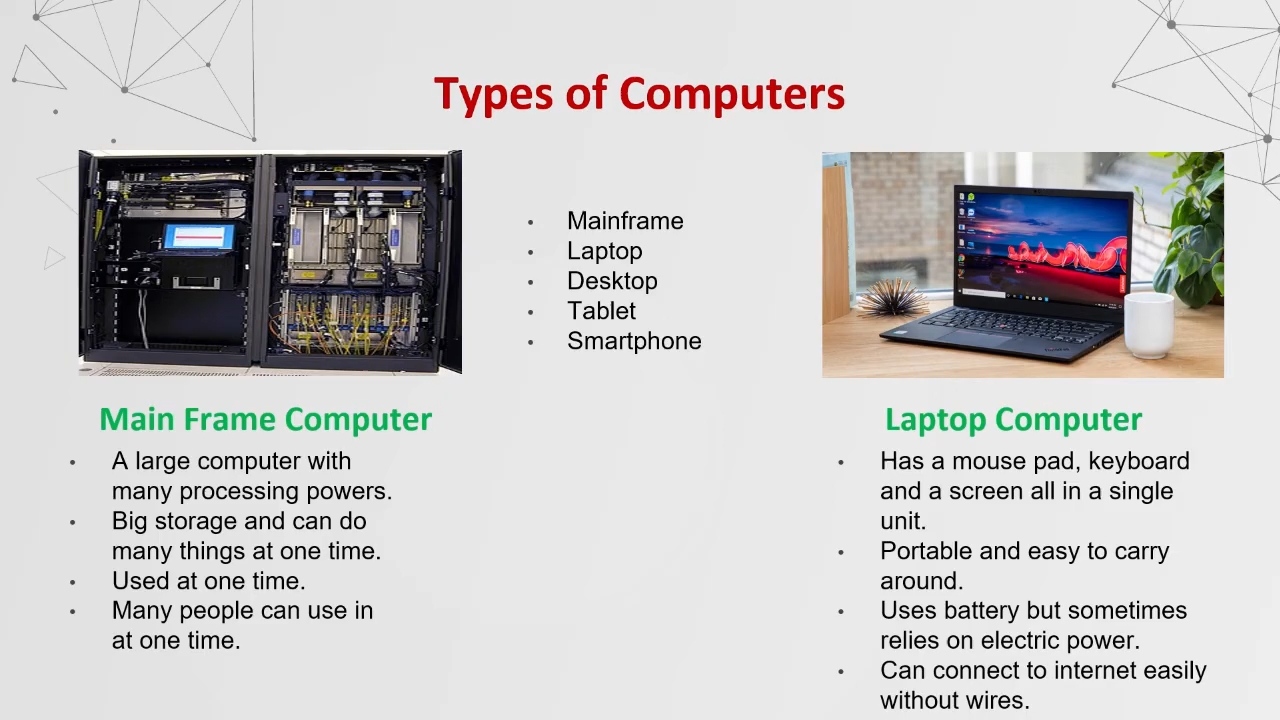 Types of Computers
Mainframe
Laptop
Desktop
Tablet
Smartphone
Main Frame Computer
A large computer with
many processing powers.
Big storage and can do
many things at one time.
Used at one time.
Many people can use in
at one time.
Laptop Computer
Has a mouse pad, keyboard
and a screen all in a single
unit.
Portable and easy to carry
around.
Uses battery but sometimes
relies on electric power.
Can connect to internet easily
without wires.